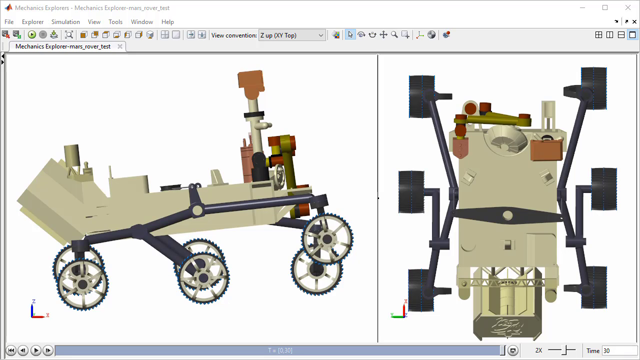 Mechanics Explorers - Mechanics Explorer-mars_rover_test
File Explorer Simulation View Tools Window Help
View convention: Z up (XY Top)
Mechanics Explorer-mars_rover_test
z
x
z
y
x
T = [0,30]
2X
Time 30